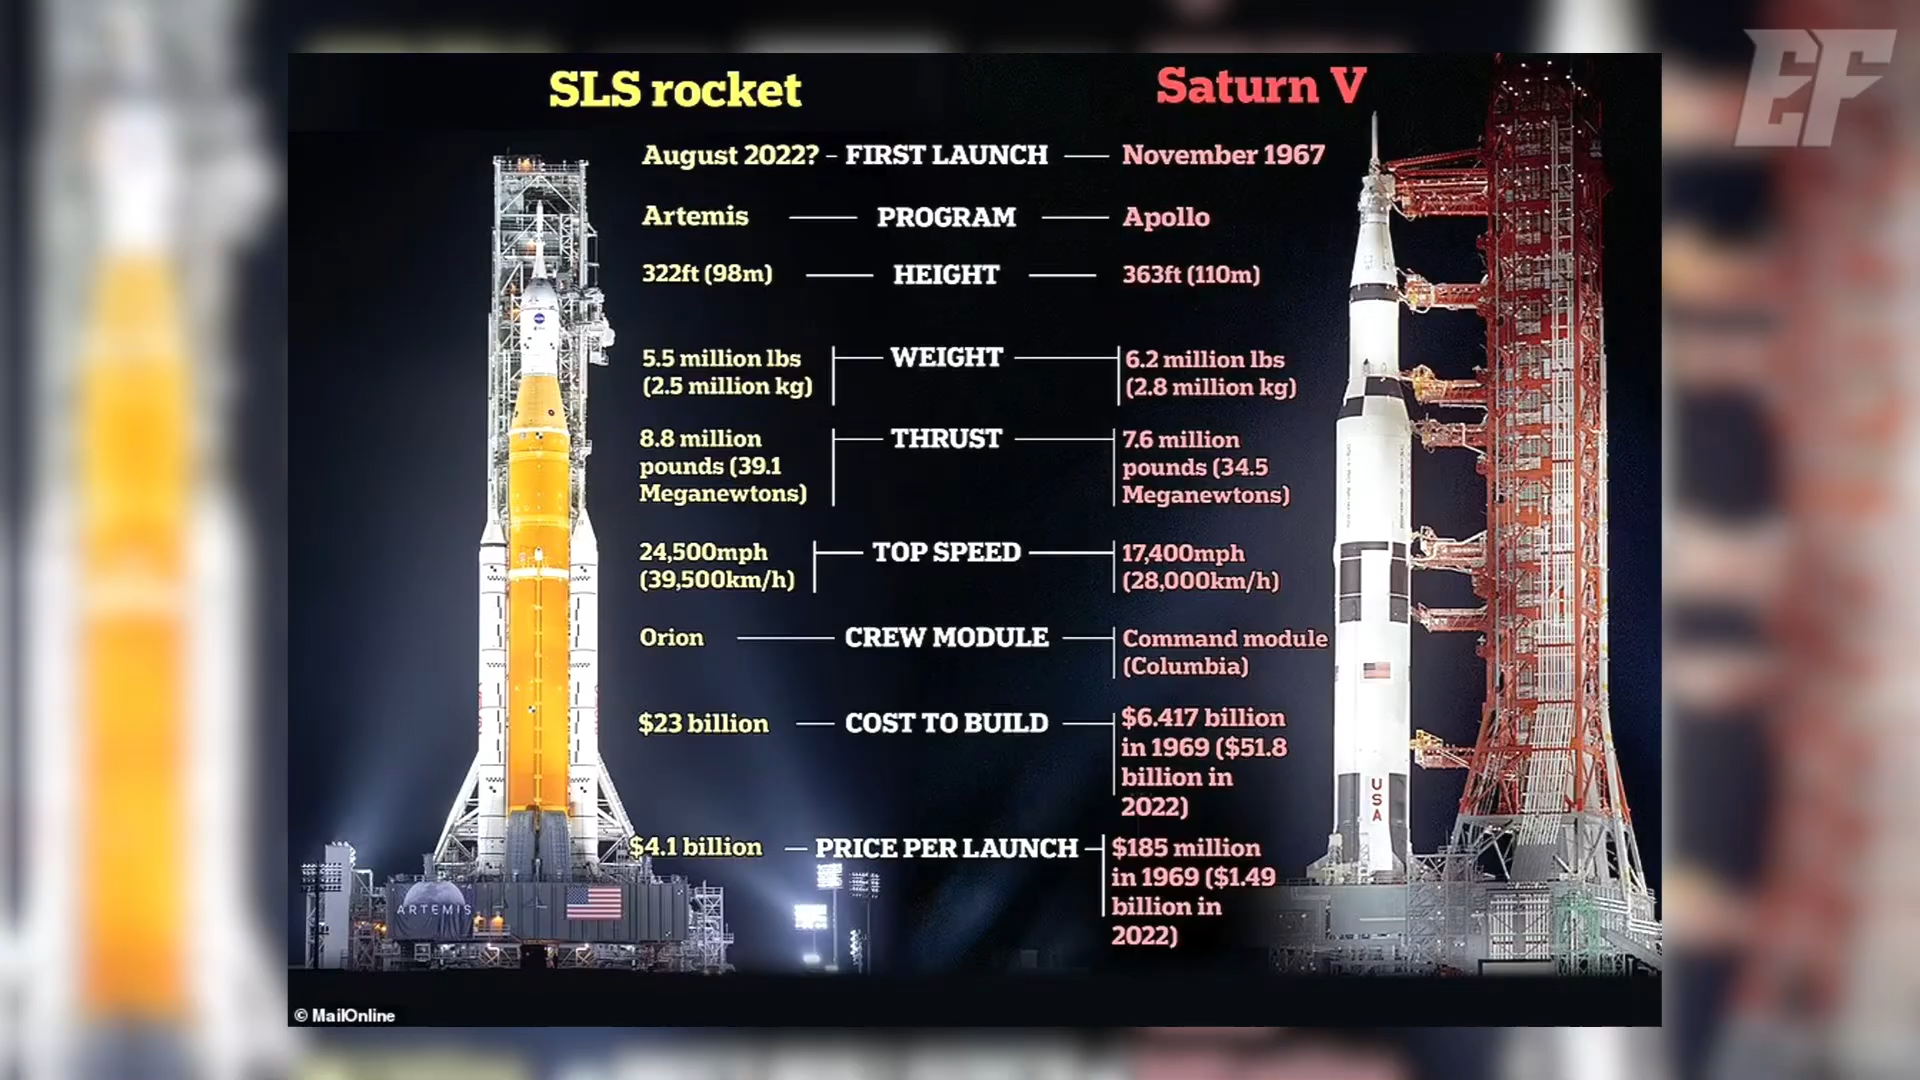 EF
SLS rocket
Saturn V
August 2022? – FIRST LAUNCH — November 1967
Artemis — PROGRAM — Apollo
322ft (98m) — HEIGHT — 363ft (110m)
5.5 million lbs
(2.5 million kg)
WEIGHT
6.2 million lbs
(2.8 million kg)
8.8 million
pounds (39.1
Meganewtons)
THRUST
7.6 million
pounds (34.5
Meganewtons)
24,500mph
(39,500km/h)
TOP SPEED
17,400mph
(28,000km/h)
Orion
CREW MODULE
Command module
(Columbia)
$23 billion
COST TO BUILD
$6.417 billion
in 1969 ($51.8
billion in
2022)
$4.1 billion
PRICE PER LAUNCH
$185 million
in 1969 ($1.49
billion in
2022)
USA
ARTEMIS
© MailOnline